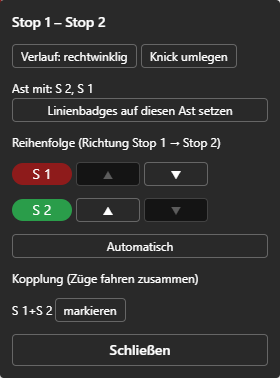 Stop 1 – Stop 2
Verlauf: rechtwinklig Knick umlegen
Ast mit: S 2, S 1
Linienbadges auf diesen Ast setzen
Reihenfolge (Richtung Stop 1 → Stop 2)
S 1 ▲ ▼
S 2 ▲ ▼
Automatisch
Kopplung (Züge fahren zusammen)
S 1+S 2 markieren
Schließen